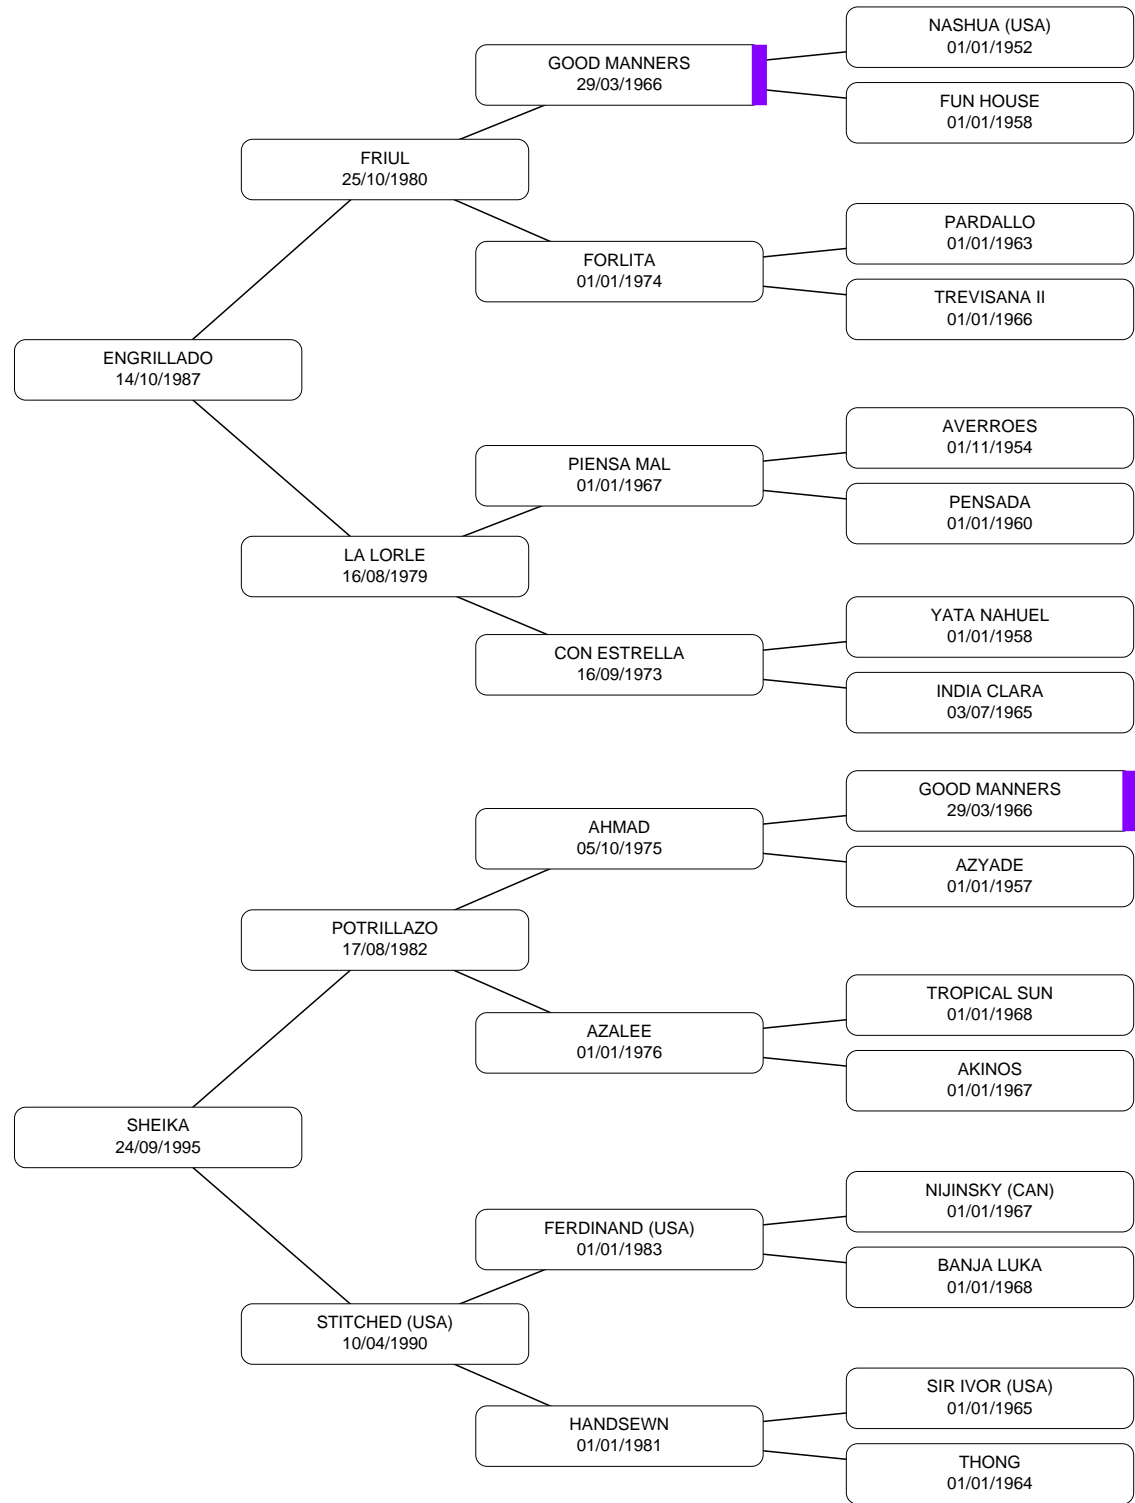 NASHUA (USA)
01/01/1952
GOOD MANNERS
29/03/1966
FUN HOUSE
01/01/1958
FRIUL
25/10/1980
PARDALLO
01/01/1963
FORLITA
01/01/1974
TREVISANA II
01/01/1966
ENGRILLADO
14/10/1987
AVERROES
01/11/1954
PIENSA MAL
01/01/1967
PENSADA
01/01/1960
LA LORLE
16/08/1979
YATA NAHUEL
01/01/1958
CON ESTRELLA
16/09/1973
INDIA CLARA
03/07/1965
GOOD MANNERS
29/03/1966
AHMAD
05/10/1975
AZYADE
01/01/1957
POTRILLAZO
17/08/1982
TROPICAL SUN
01/01/1968
AZALEE
01/01/1976
AKINOS
01/01/1967
SHEIKA
24/09/1995
NIJINSKY (CAN)
01/01/1967
FERDINAND (USA)
01/01/1983
BANJA LUKA
01/01/1968
STITCHED (USA)
10/04/1990
SIR IVOR (USA)
01/01/1965
HANDSEWN
01/01/1981
THONG
01/01/1964